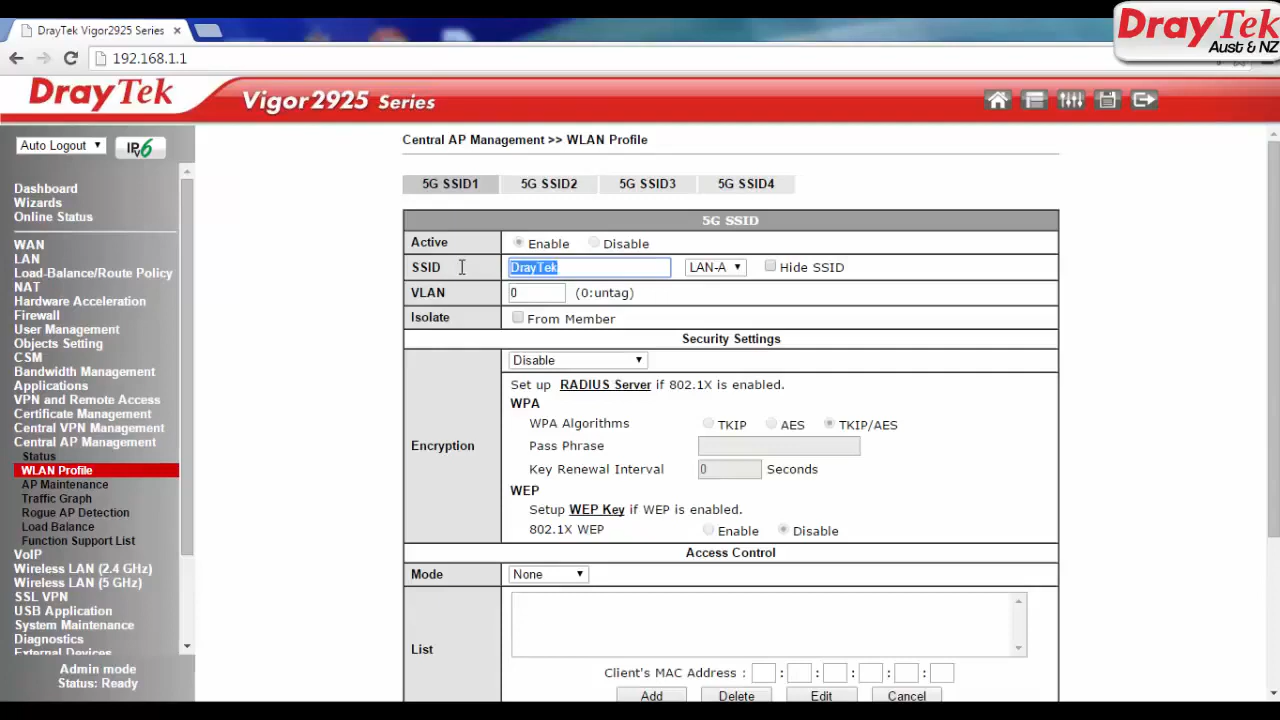 DrayTek Vigor2925 Series
DrayTek
Aust & NZ
192.168.1.1
DrayTek
Vigor2925 Series
Auto Logout
IPv6
Dashboard
Wizards
Online Status
WAN
LAN
Load-Balance/Route Policy
NAT
Hardware Acceleration
Firewall
User Management
Objects Setting
CSM
Bandwidth Management
Applications
VPN and Remote Access
Certificate Management
Central VPN Management
Central AP Management
Status
WLAN Profile
AP Maintenance
Traffic Graph
Rogue AP Detection
Load Balance
Function Support List
VoIP
Wireless LAN (2.4 GHz)
Wireless LAN (5 GHz)
SSL VPN
USB Application
System Maintenance
Diagnostics
External Devices
Admin mode
Status: Ready
Central AP Management >> WLAN Profile
5G SSID1 5G SSID2 5G SSID3 5G SSID4
5G SSID
Active Enable Disable
SSID DrayTek LAN-A Hide SSID
VLAN 0 (0:untag)
Isolate From Member
Security Settings
Encryption
Disable
Set up RADIUS Server if 802.1X is enabled.
WPA
WPA Algorithms TKIP AES TKIP/AES
Pass Phrase
Key Renewal Interval 0 Seconds
WEP
Setup WEP Key if WEP is enabled.
802.1X WEP Enable Disable
Access Control
Mode None
List
Client's MAC Address : : : : : :
Add Delete Edit Cancel